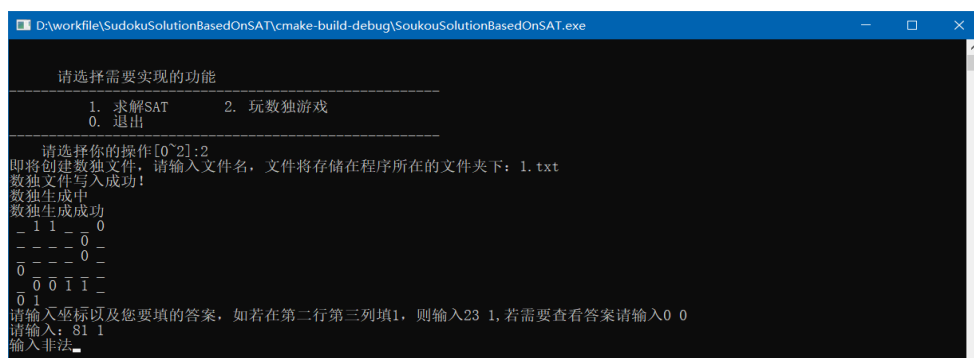 D:\workfile\SudokuSolutionBasedOnSAT\cmake-build-debug\SoukouSolutionBasedOnSAT.exe
请选择需要实现的功能
1. 求解SAT 2. 玩数独游戏
0. 退出
请选择你的操作[0~2]:2
即将创建数独文件，请输入文件名，文件将存储在程序所在的文件夹下：1.txt
数独文件写入成功！
数独生成中
数独生成成功
_ 1 1 _ _ 0
_ _ _ _ 0 _
_ _ _ _ 0 _
0 _ _ _ _ _
_ 0 0 1 1 _
0 1 _ _ _ _
请输入坐标以及您要填的答案，如若在第二行第三列填1，则输入23 1,若需要查看答案请输入0 0
请输入：81 1
输入非法